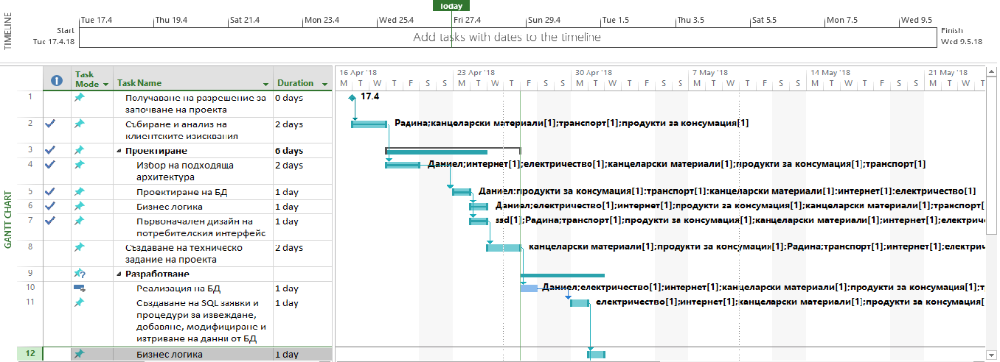 Today
Tue 17.4 Thu 19.4 Sat 21.4 Mon 23.4 Wed 25.4 Fri 27.4 Sun 29.4 Tue 1.5 Thu 3.5 Sat 5.5 Mon 7.5 Wed 9.5
TIMELINE
Start
Tue 17.4.18
Add tasks with dates to the timeline
Finish
Wed 9.5.18
GANTT CHART
Task Mode Task Name Duration
16 Apr '18 23 Apr '18 30 Apr '18 7 May '18 14 May '18 21 May '18
M T W T F S S M T W T F S S M T W T F S S M T W T F S S M T W T F S S M T W T
1 Получаване на разрешение за 0 days 17.4
започване на проекта
2 Събиране и анализ на 2 days Радина;канцеларски материали[1];транспорт[1];продукти за консумация[1]
клиентските изисквания
3 Проектиране 6 days
4 Избор на подходяща 2 days Даниел;интернет[1];електричество[1];канцеларски материали[1];продукти за консумация[1];транспорт[1]
архитектура
5 Проектиране на БД 1 day Даниел;продукти за консумация[1];транспорт[1];канцеларски материали[1];интернет[1];електричество[1]
6 Бизнес логика 1 day Даниел;електричество[1];интернет[1];продукти за консумация[1];канцеларски материали[1];транспорт[
7 Първоначален дизайн на 1 day ssd[1];Радина;транспорт[1];продукти за консумация[1];канцеларски материали[1];интернет[1];електриче
потребителския интерфейс
8 Създаване на техническо 2 days канцеларски материали[1];продукти за консумация[1];Радина;транспорт[1];интернет[1];електрич
задание на проекта
9 Разработване
10 Реализация на БД 1 day Даниел;електричество[1];интернет[1];канцеларски материали[1];продукти за консумация[1];т
11 Създаване на SQL заявки и 1 day електричество[1];интернет[1];канцеларски материали[1];продукти за консумация[
процедури за извеждане,
добавяне, модифициране и
изтриване на данни от БД
12 Бизнес логика 1 day